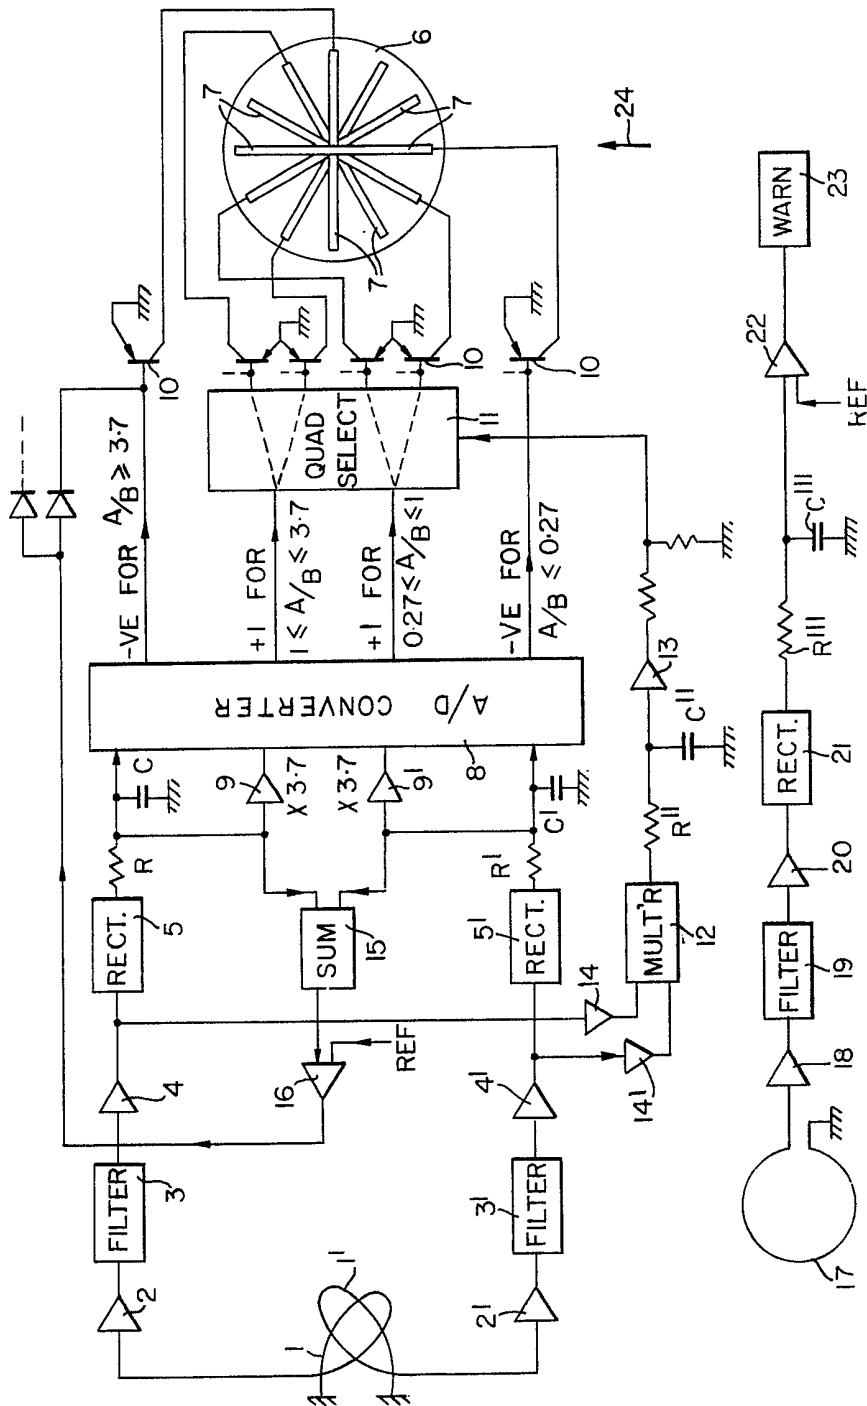 1
1'
2
FILTER
3
4
RECT.
5
R
C
9
X 3·7
X 3·7
9'
SUM
15
16
REF
2'
FILTER
3'
4'
RECT.
5'
R'
C'
A/D
CONVERTER
8
-VE FOR
A/B ≥ 3·7
+1 FOR
1 ≤ A/B ≤ 3·7
+1 FOR
0·27 ≤ A/B ≤ 1
-VE FOR
A/B ≤ 0·27
QUAD
SELECT
11
10
10
10
6
7
7
7
7
7
24
14
14'
MULT'R
12
R''
C''
13
17
18
FILTER
19
20
RECT.
21
R'''
C'''
22
REF
WARN
23